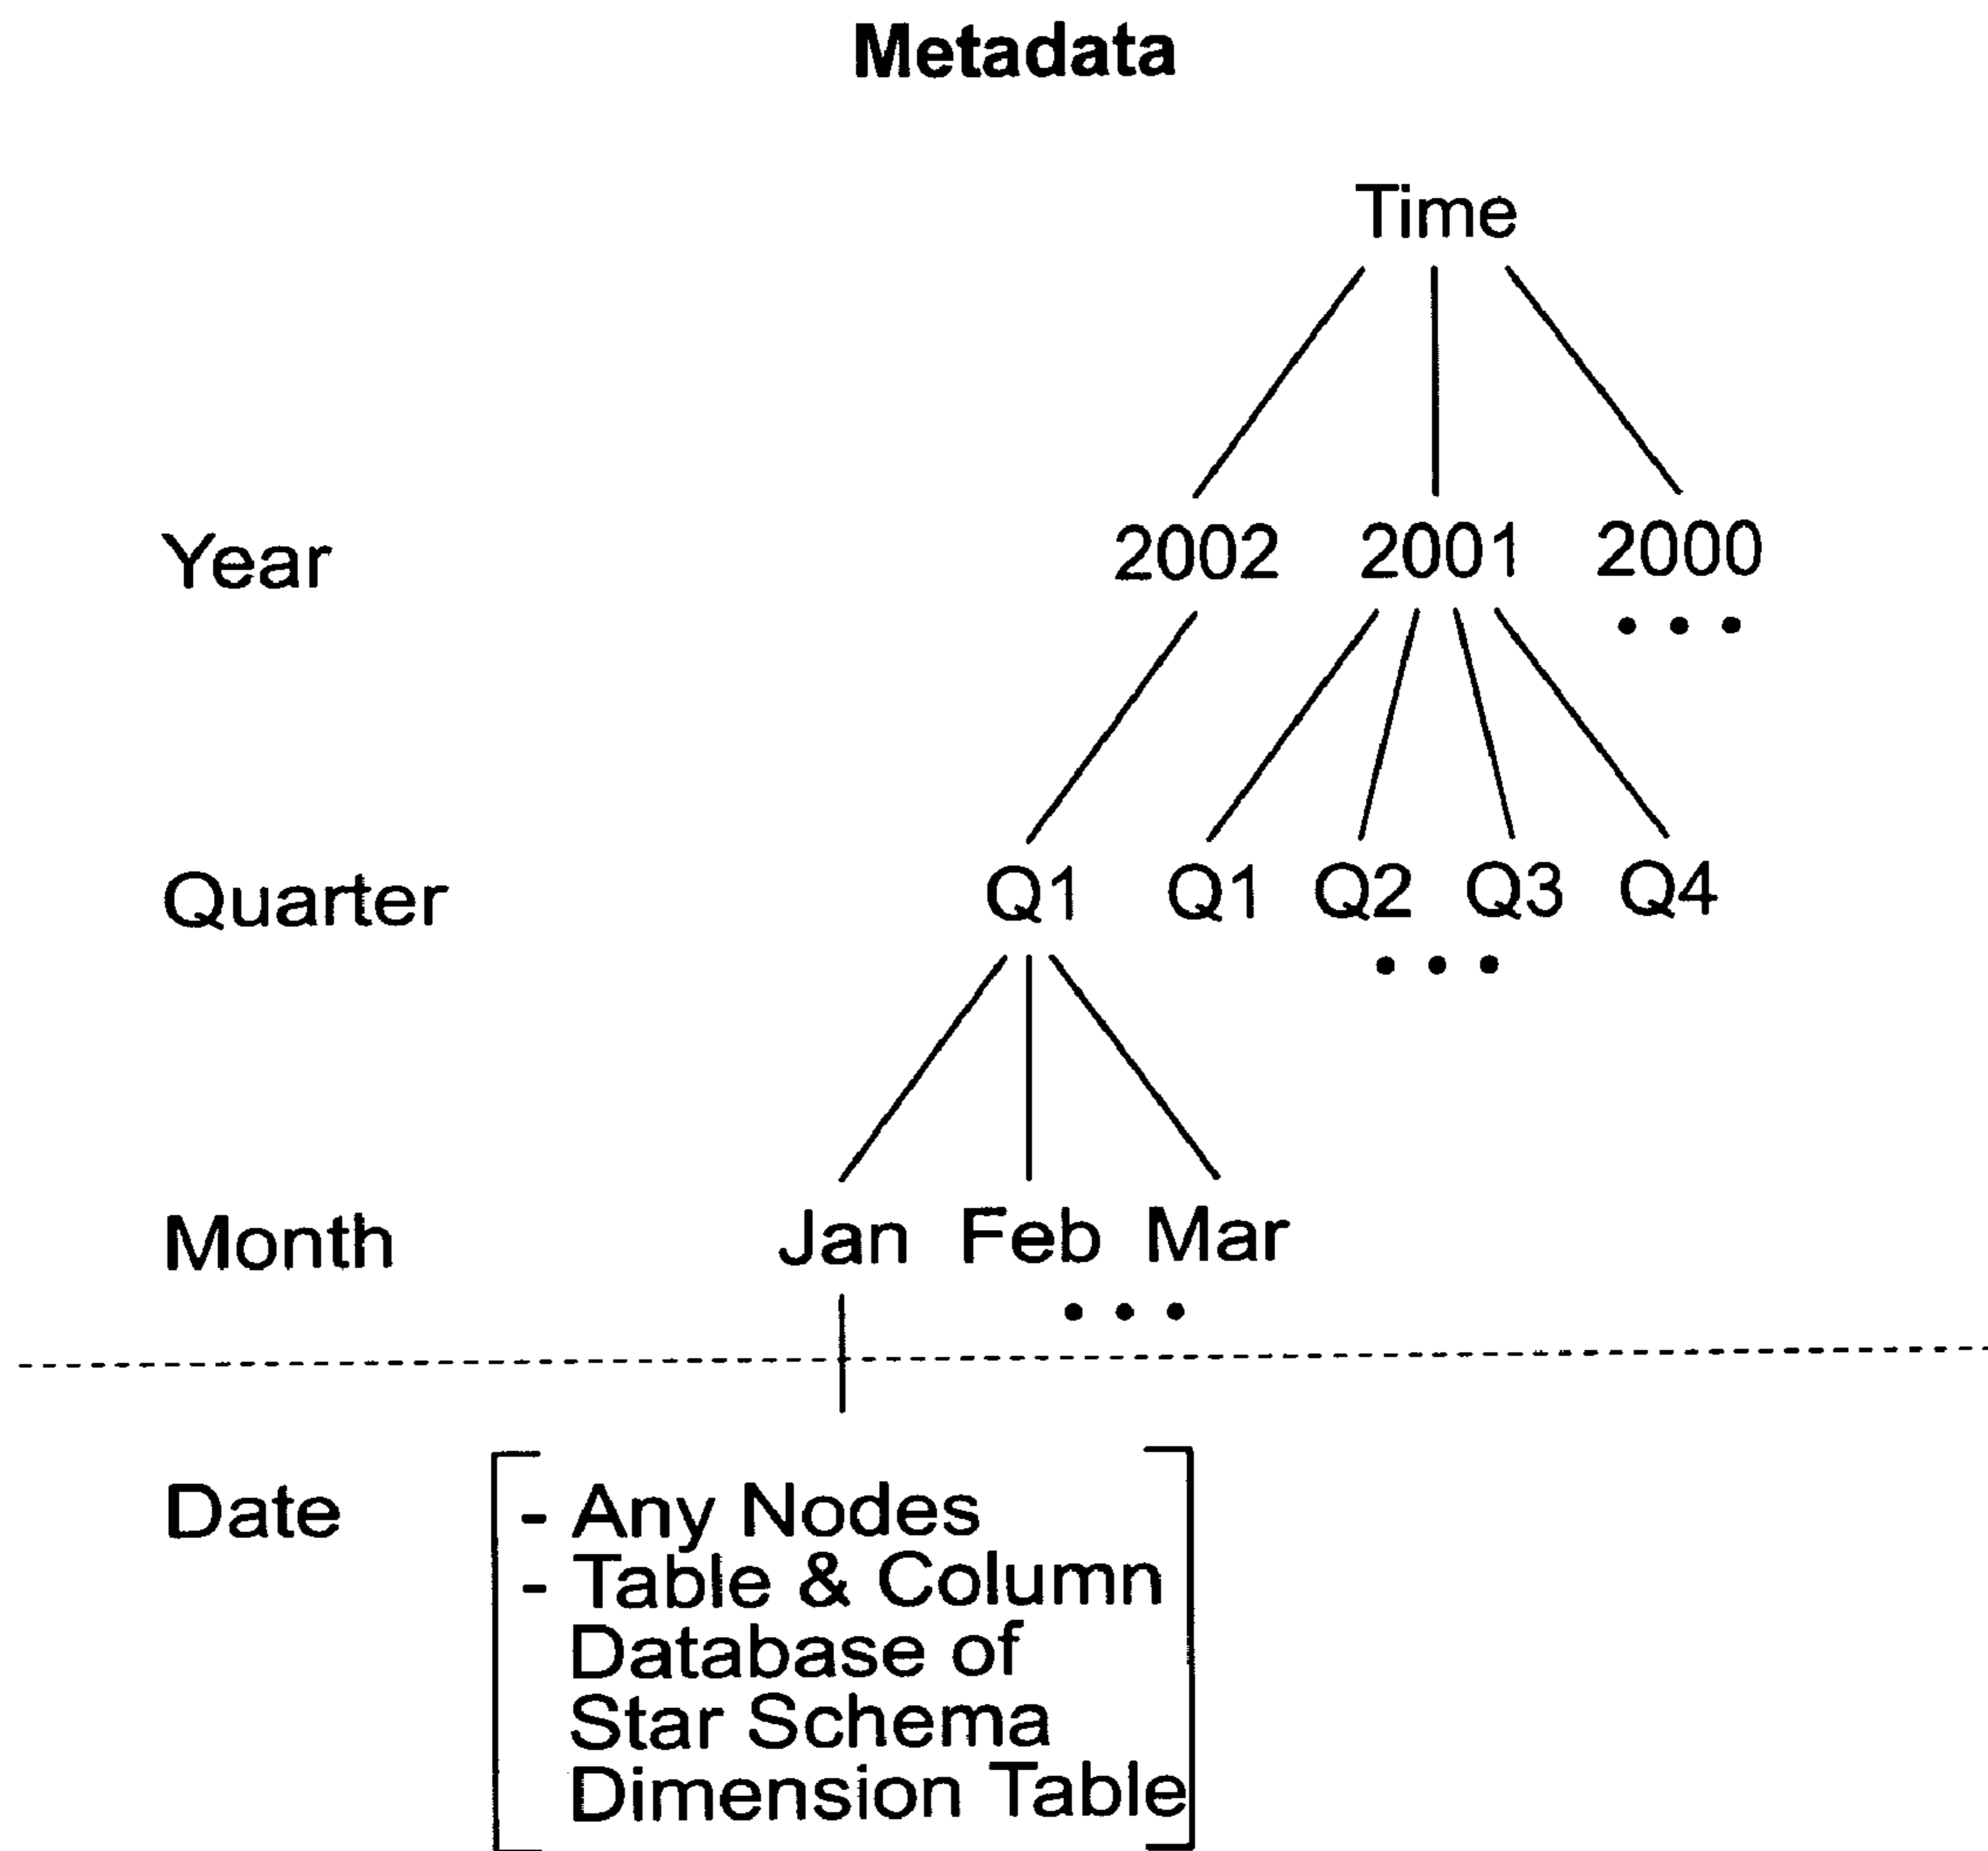 Metadata
Time
Year 2002 2001 2000
• • •
Quarter Q1 Q1 Q2 Q3 Q4
• • •
Month Jan Feb Mar
• • •
Date - Any Nodes
- Table & Column
Database of
Star Schema
Dimension Table